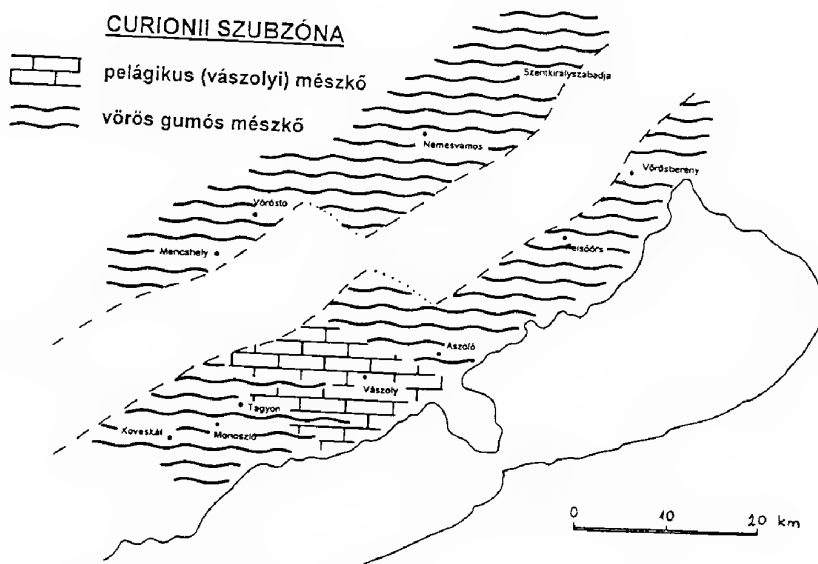 CURIONII SZUBZÓNA
pelágikus (vászolyi) mészkő
vörös gumós mészkő
Szentkirályszabadja
Nemesvámos
Vörösberény
Vöröstó
Felsőörs
Mencshely
Aszófő
Vászoly
Tagyon
Monoszló
Köveskál
0 10 20 km